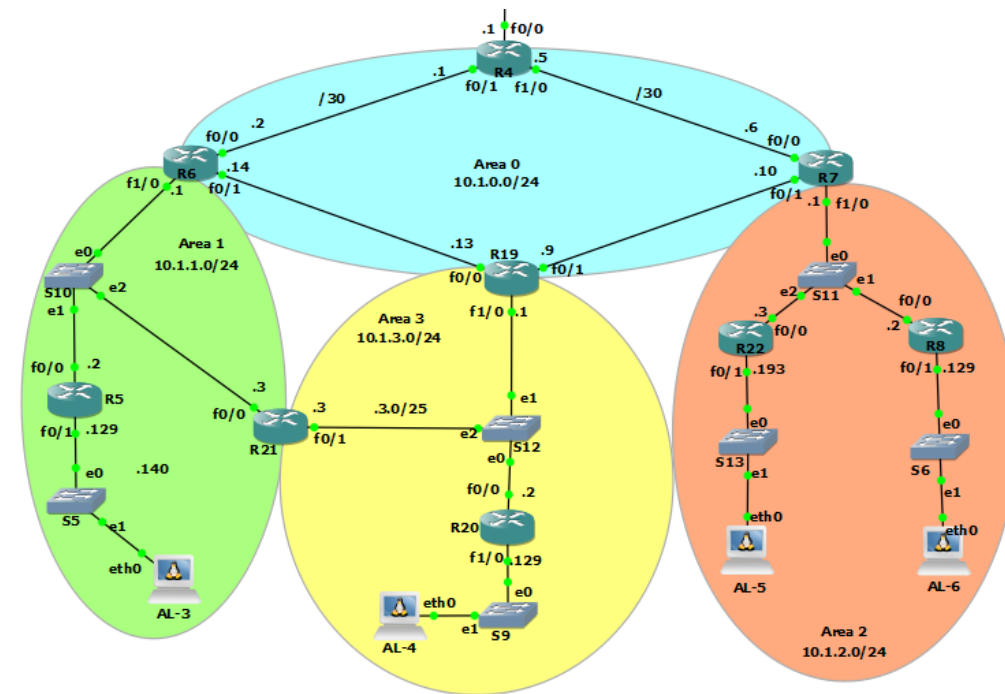 .1 f0/0
R4
.1 .5
f0/1 f1/0
/30 /30
.2 .6
f0/0 f0/0
R6 R7
.14 .10
f0/1 f0/1
Area 0
10.1.0.0/24
f1/0 .1
.1 f1/0
Area 1
10.1.1.0/24
.13 R19 .9
f0/0 f0/1
f1/0 .1
e0
S10
e2
e1
Area 3
10.1.3.0/24
e0
S11
e2 e1
.3 f0/0
R22
f0/0
.2 R8
f0/1 .193
f0/1 .129
.2
f0/0
R5
f0/1 .129
.3
f0/0
R21
.3
f0/1
.3.0/25
e1
e2
S12
e0
e0
S13
e1
e0
S6
e1
e0
.140
S5
e1
f0/0 .2
R20
f1/0 .129
eth0
AL-3
e0
S9
e1
eth0
AL-4
eth0
AL-5
eth0
AL-6
Area 2
10.1.2.0/24